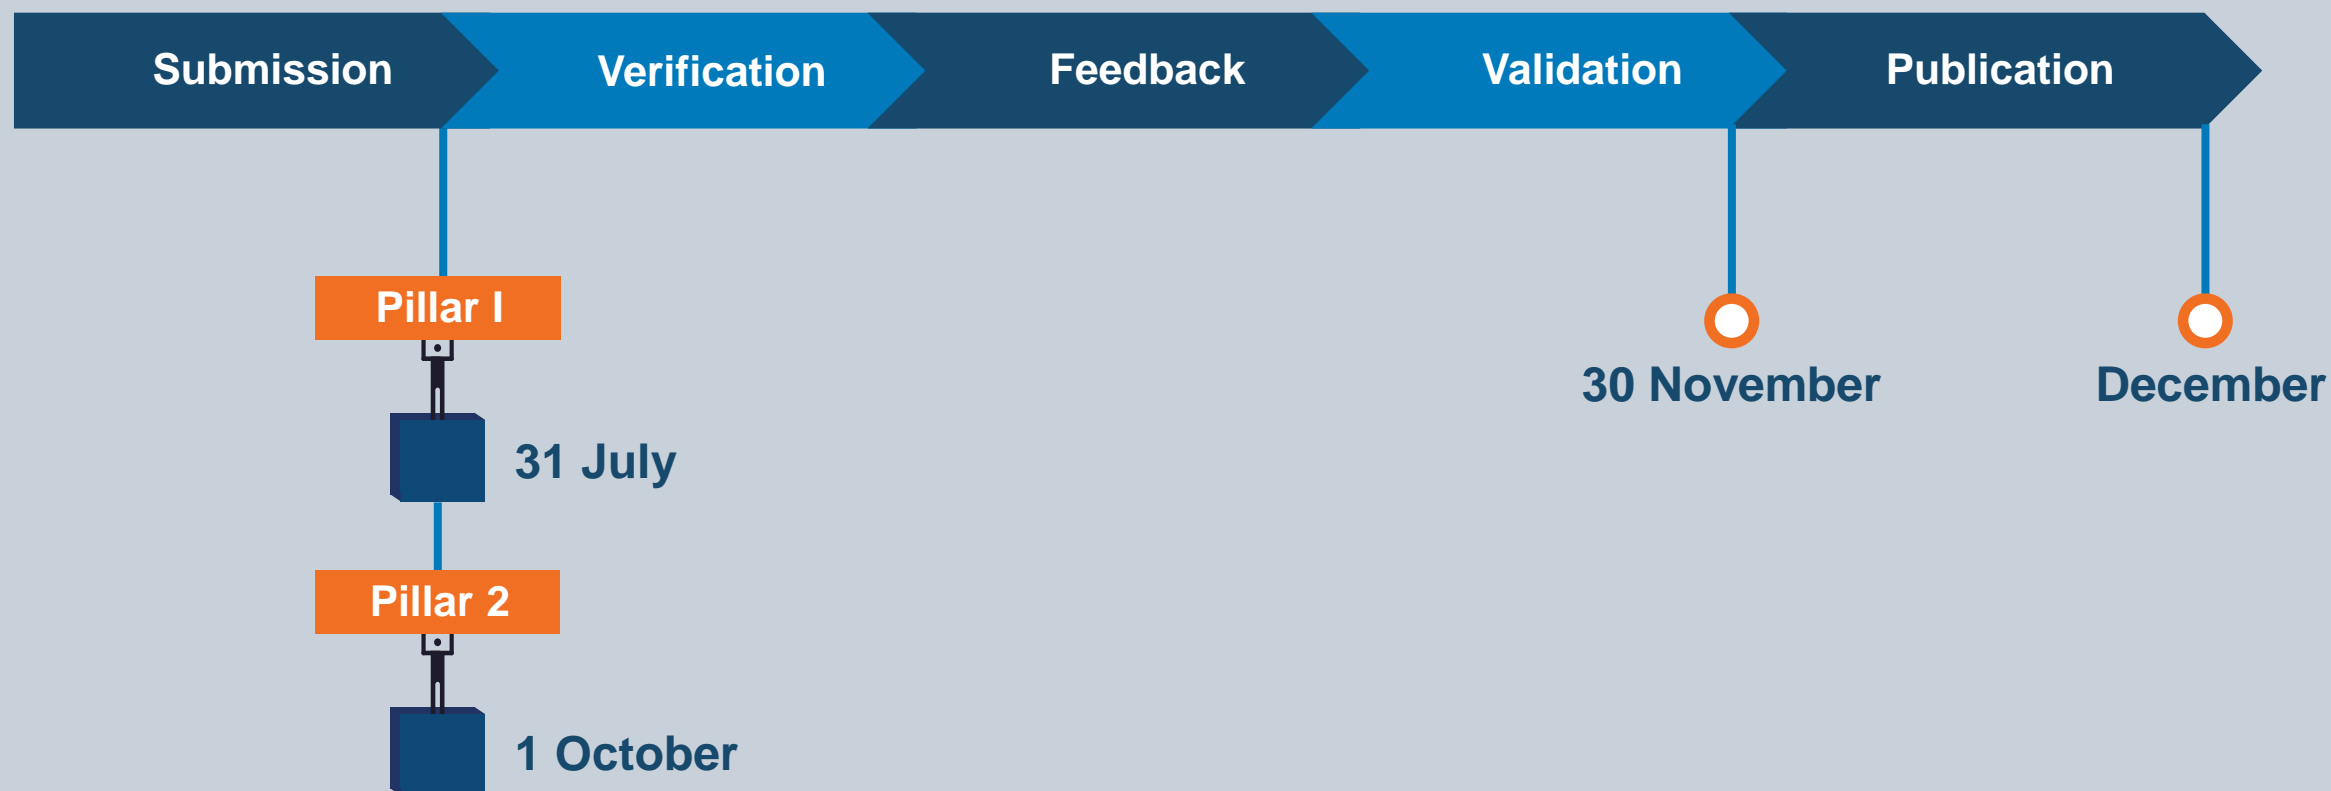 Submission
Verification
Feedback
Validation
Publication
Pillar I
31 July
Pillar 2
1 October
30 November
December